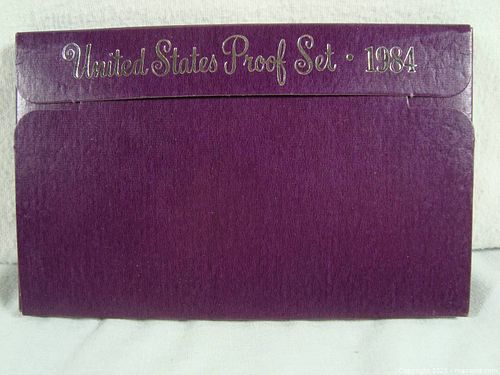 United States Proof Set · 1984